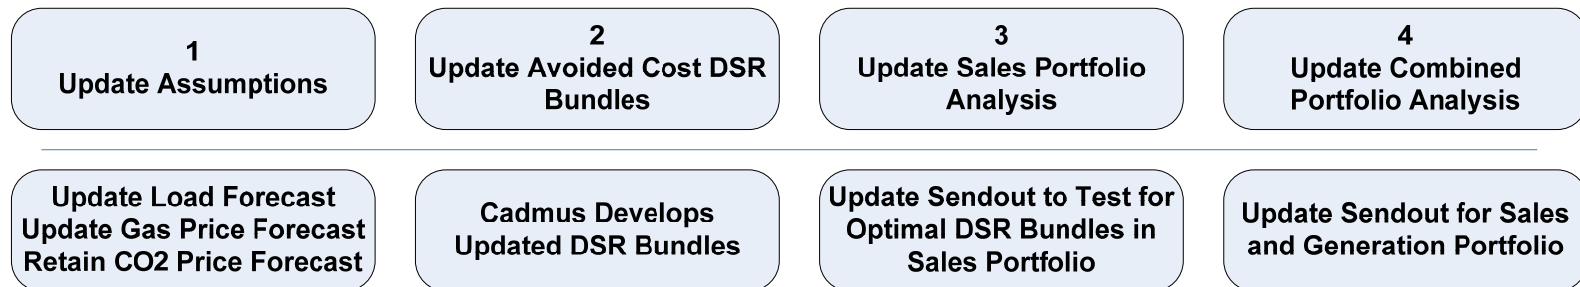 1
Update Assumptions
2
Update Avoided Cost DSR
Bundles
3
Update Sales Portfolio
Analysis
4
Update Combined
Portfolio Analysis
Update Load Forecast
Update Gas Price Forecast
Retain CO2 Price Forecast
Cadmus Develops
Updated DSR Bundles
Update Sendout to Test for
Optimal DSR Bundles in
Sales Portfolio
Update Sendout for Sales
and Generation Portfolio